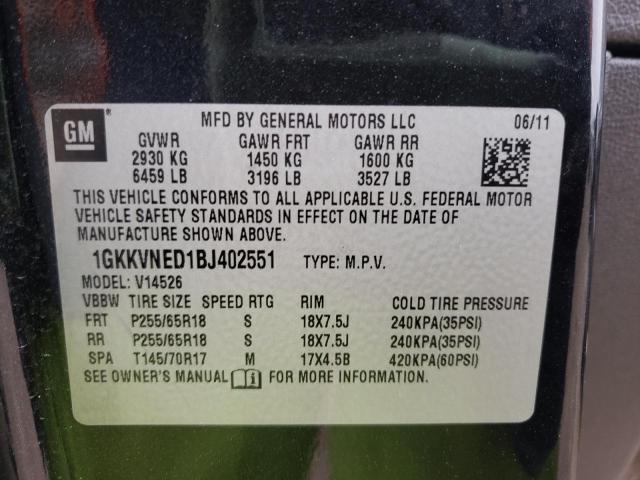 GM
MFD BY GENERAL MOTORS LLC 06/11
GVWR GAWR FRT GAWR RR
2930 KG 1450 KG 1600 KG
6459 LB 3196 LB 3527 LB
THIS VEHICLE CONFORMS TO ALL APPLICABLE U.S. FEDERAL MOTOR
VEHICLE SAFETY STANDARDS IN EFFECT ON THE DATE OF
MANUFACTURE SHOWN ABOVE.
1GKKVNED1BJ402551 TYPE: M.P.V.
MODEL: V14526
VBBW TIRE SIZE SPEED RTG RIM COLD TIRE PRESSURE
FRT P255/65R18 S 18X7.5J 240KPA(35PSI)
RR P255/65R18 S 18X7.5J 240KPA(35PSI)
SPA T145/70R17 M 17X4.5B 420KPA(60PSI)
SEE OWNER'S MANUAL i FOR MORE INFORMATION.